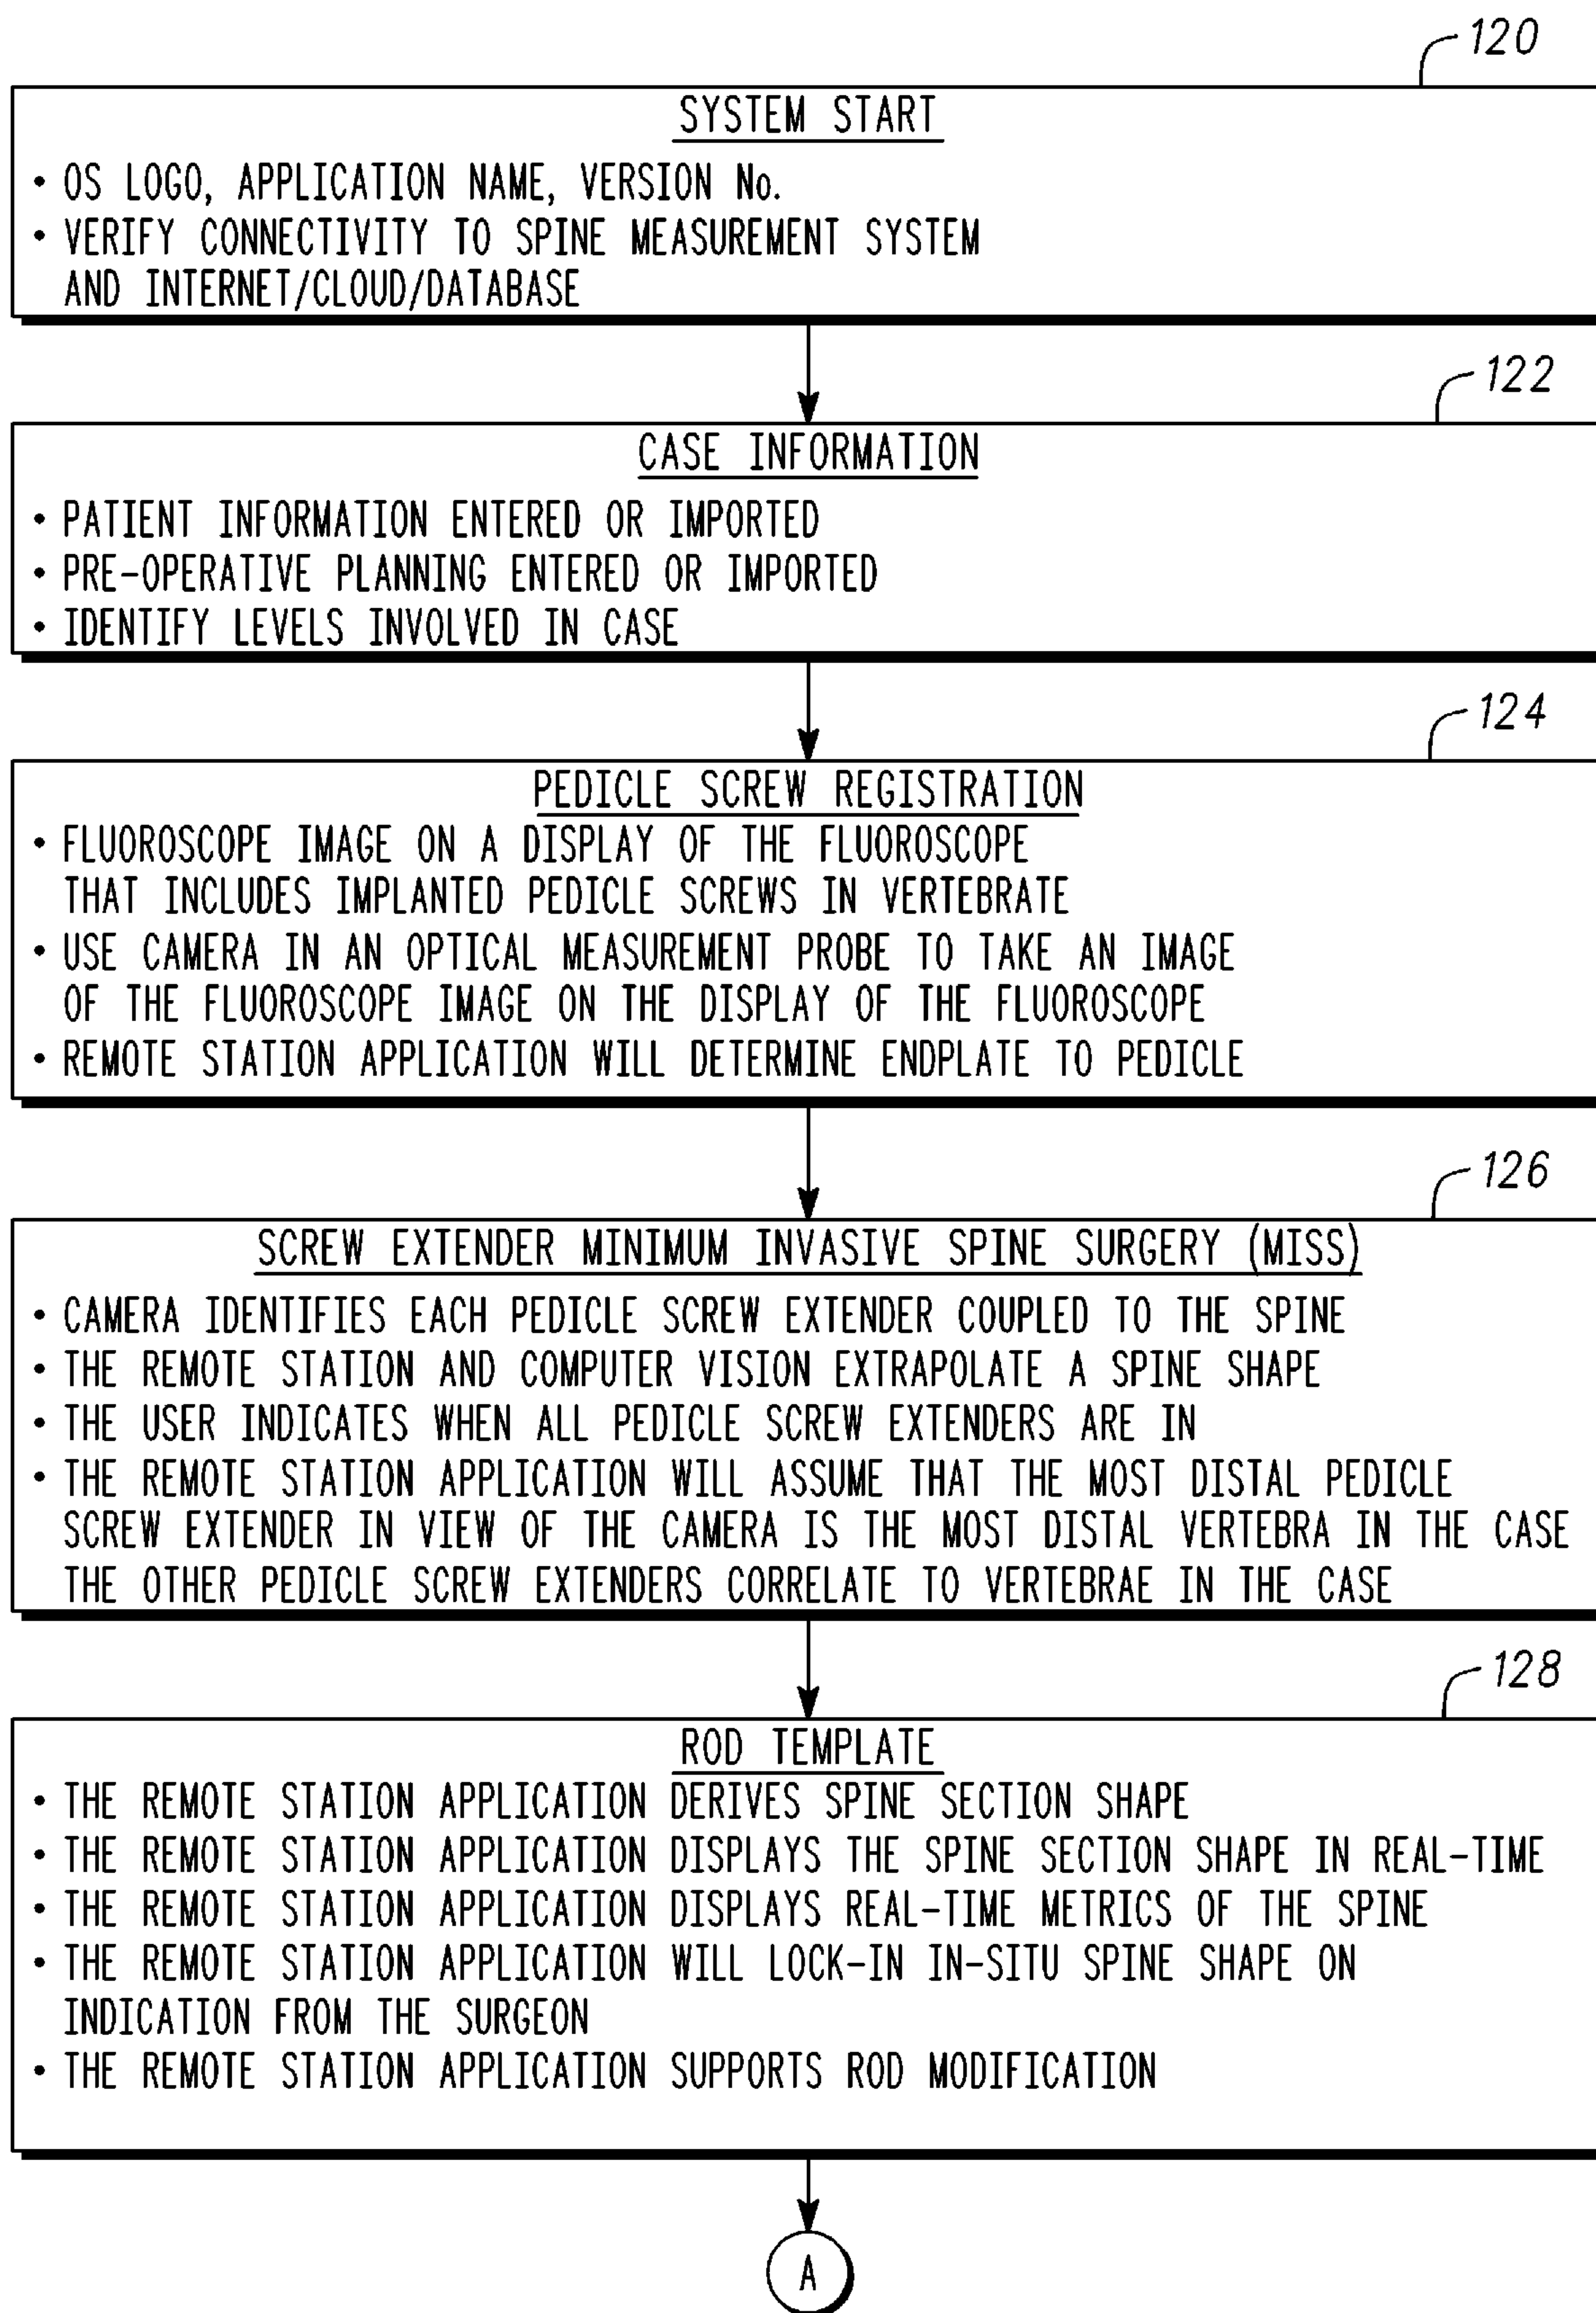 120
SYSTEM START
• OS LOGO, APPLICATION NAME, VERSION No.
• VERIFY CONNECTIVITY TO SPINE MEASUREMENT SYSTEM
AND INTERNET/CLOUD/DATABASE
122
CASE INFORMATION
• PATIENT INFORMATION ENTERED OR IMPORTED
• PRE-OPERATIVE PLANNING ENTERED OR IMPORTED
• IDENTIFY LEVELS INVOLVED IN CASE
124
PEDICLE SCREW REGISTRATION
• FLUOROSCOPE IMAGE ON A DISPLAY OF THE FLUOROSCOPE
THAT INCLUDES IMPLANTED PEDICLE SCREWS IN VERTEBRATE
• USE CAMERA IN AN OPTICAL MEASUREMENT PROBE TO TAKE AN IMAGE
OF THE FLUOROSCOPE IMAGE ON THE DISPLAY OF THE FLUOROSCOPE
• REMOTE STATION APPLICATION WILL DETERMINE ENDPLATE TO PEDICLE
126
SCREW EXTENDER MINIMUM INVASIVE SPINE SURGERY (MISS)
• CAMERA IDENTIFIES EACH PEDICLE SCREW EXTENDER COUPLED TO THE SPINE
• THE REMOTE STATION AND COMPUTER VISION EXTRAPOLATE A SPINE SHAPE
• THE USER INDICATES WHEN ALL PEDICLE SCREW EXTENDERS ARE IN
• THE REMOTE STATION APPLICATION WILL ASSUME THAT THE MOST DISTAL PEDICLE
SCREW EXTENDER IN VIEW OF THE CAMERA IS THE MOST DISTAL VERTEBRA IN THE CASE
THE OTHER PEDICLE SCREW EXTENDERS CORRELATE TO VERTEBRAE IN THE CASE
128
ROD TEMPLATE
• THE REMOTE STATION APPLICATION DERIVES SPINE SECTION SHAPE
• THE REMOTE STATION APPLICATION DISPLAYS THE SPINE SECTION SHAPE IN REAL-TIME
• THE REMOTE STATION APPLICATION DISPLAYS REAL-TIME METRICS OF THE SPINE
• THE REMOTE STATION APPLICATION WILL LOCK-IN IN-SITU SPINE SHAPE ON
INDICATION FROM THE SURGEON
• THE REMOTE STATION APPLICATION SUPPORTS ROD MODIFICATION
A